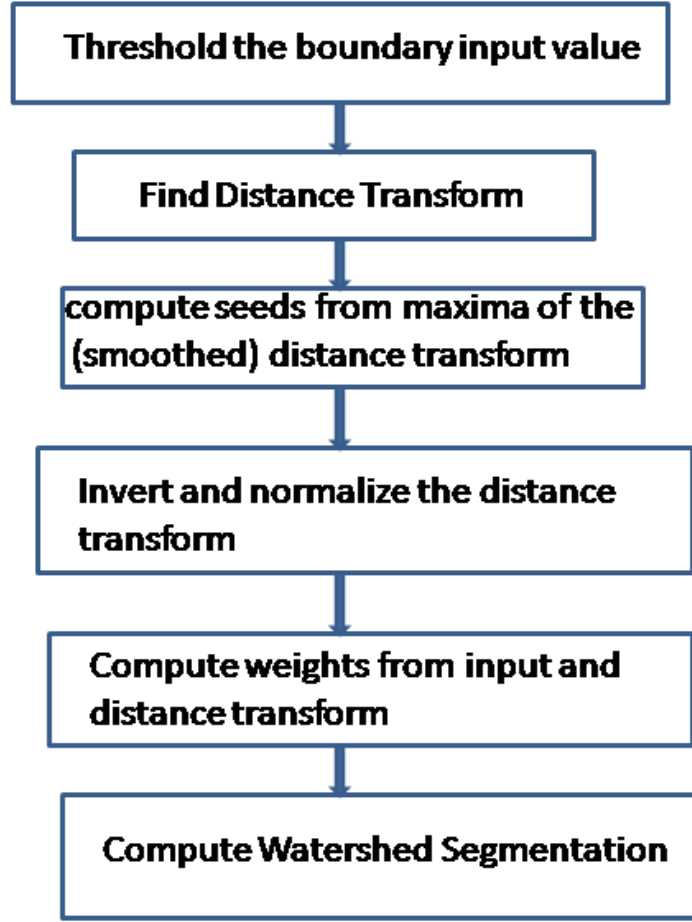 Threshold the boundary input value
Find Distance Transform
compute seeds from maxima of the
(smoothed) distance transform
Invert and normalize the distance
transform
Compute weights from input and
distance transform
Compute Watershed Segmentation